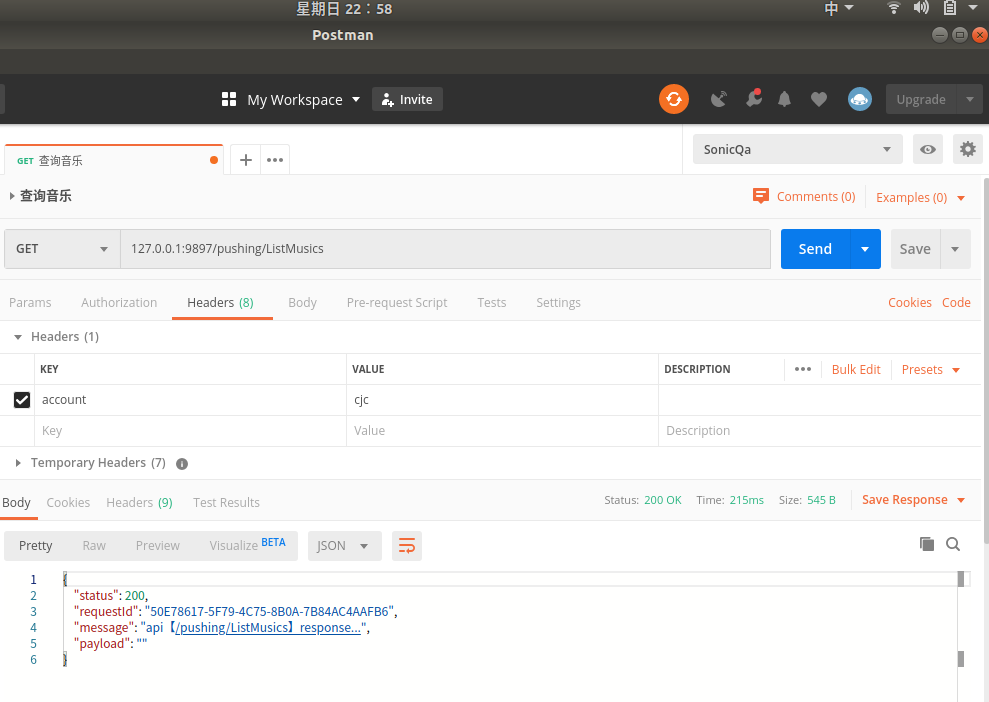 星期日 22：58
中
Postman
My Workspace
Invite
Upgrade
GET 查询音乐
SonicQa
查询音乐
Comments (0)
Examples (0)
GET
127.0.0.1:9897/pushing/ListMusics
Send
Save
Params
Authorization
Headers (8)
Body
Pre-request Script
Tests
Settings
Cookies
Code
Headers (1)
KEY
VALUE
DESCRIPTION
Bulk Edit
Presets
account
cjc
Key
Value
Description
Temporary Headers (7)
Body
Cookies
Headers (9)
Test Results
Status: 200 OK
Time: 215ms
Size: 545 B
Save Response
Pretty
Raw
Preview
Visualize BETA
JSON
1 {
2 "status": 200,
3 "requestId": "50E78617-5F79-4C75-8B0A-7B84AC4AAFB6",
4 "message": "api【/pushing/ListMusics】response...",
5 "payload": ""
6 }